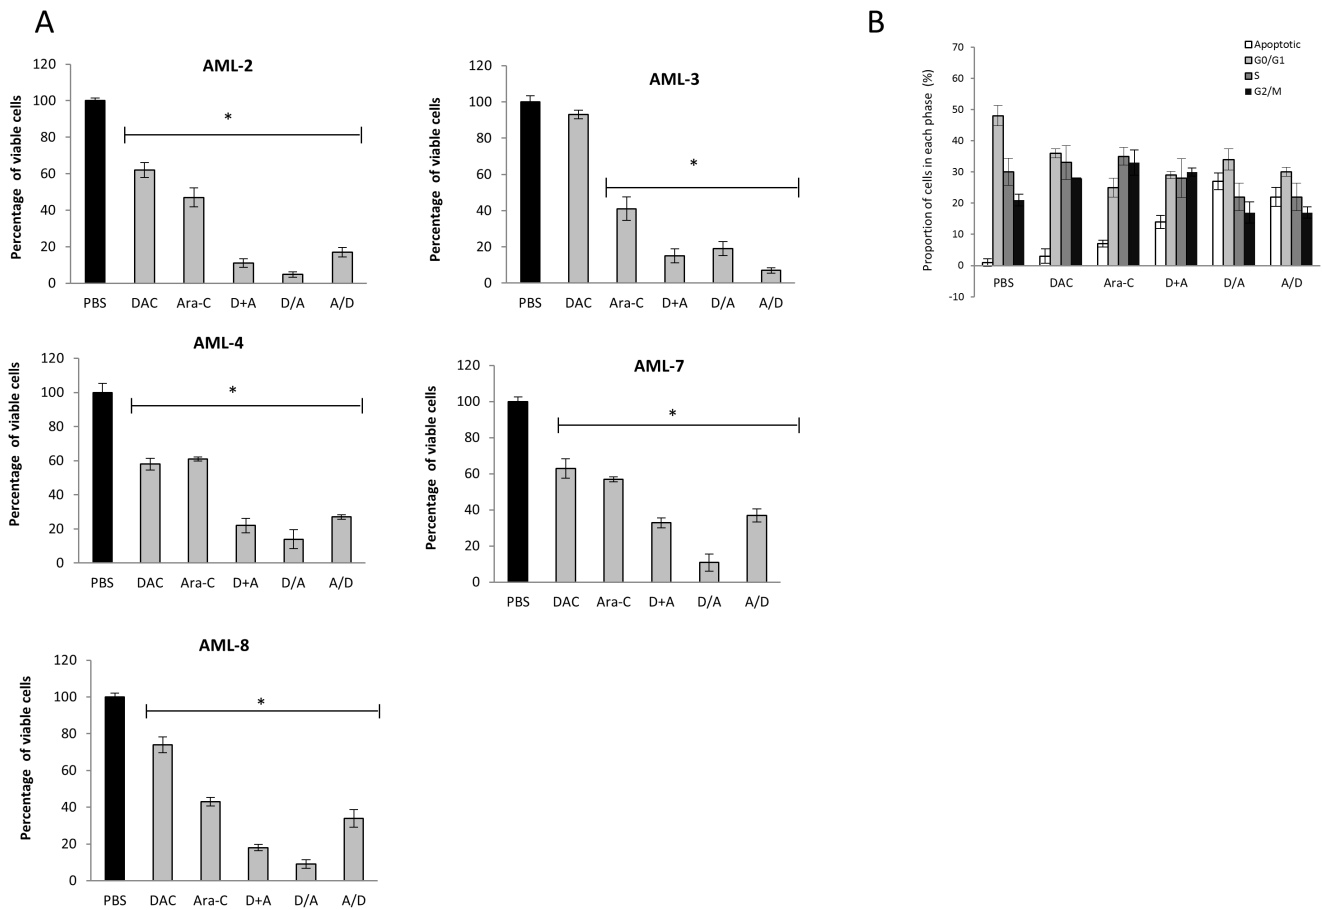 A
AML-2
Percentage of viable cells
120
100
80
60
40
20
0
*
PBS DAC Ara-C D+A D/A A/D
AML-3
Percentage of viable cells
120
100
80
60
40
20
0
*
PBS DAC Ara-C D+A D/A A/D
AML-4
Percentage of viable cells
120
100
80
60
40
20
0
*
PBS DAC Ara-C D+A D/A A/D
AML-7
Percentage of viable cells
120
100
80
60
40
20
0
*
PBS DAC Ara-C D+A D/A A/D
AML-8
Percentage of viable cells
120
100
80
60
40
20
0
*
PBS DAC Ara-C D+A D/A A/D
B
Proportion of cells in each phase (%)
70
60
50
40
30
20
10
0
-10
Apoptotic
G0/G1
S
G2/M
PBS DAC Ara-C D+A D/A A/D